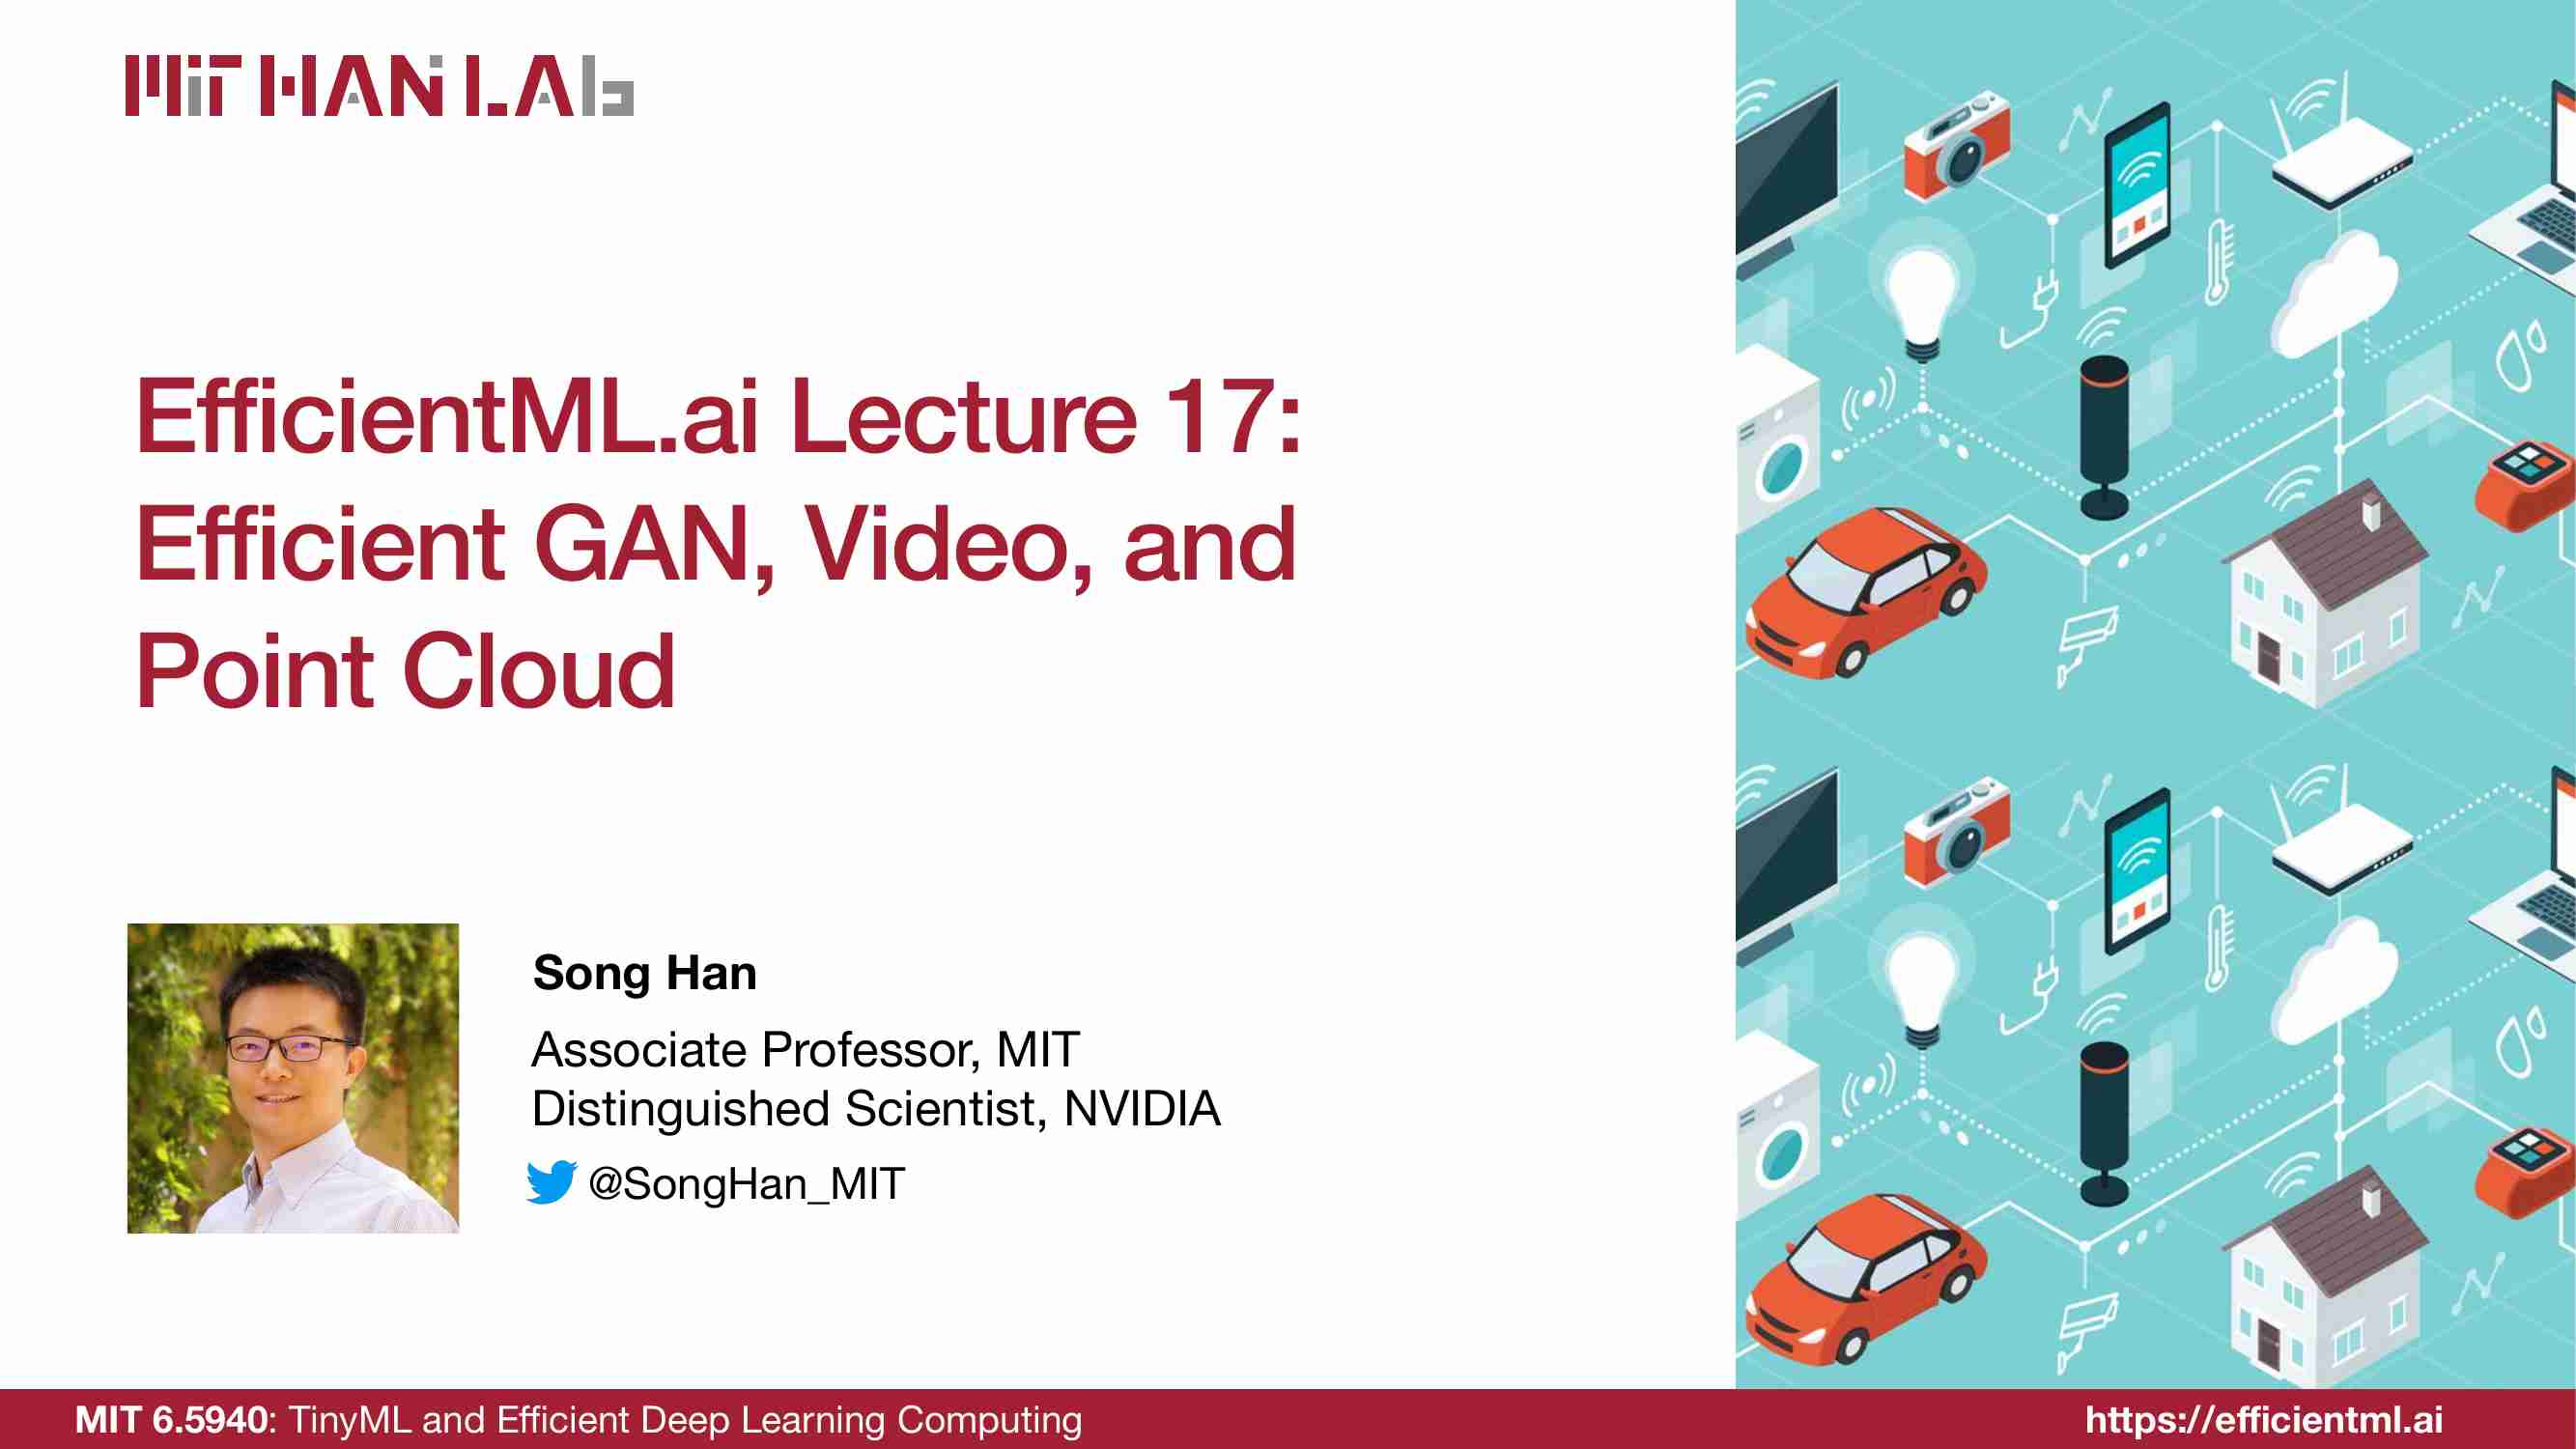 MIT HAN LAb
EfficientML.ai Lecture 17:
Efficient GAN, Video, and
Point Cloud
Song Han
Associate Professor, MIT
Distinguished Scientist, NVIDIA
@SongHan_MIT
MIT 6.5940: TinyML and Efficient Deep Learning Computing
https://efficientml.ai